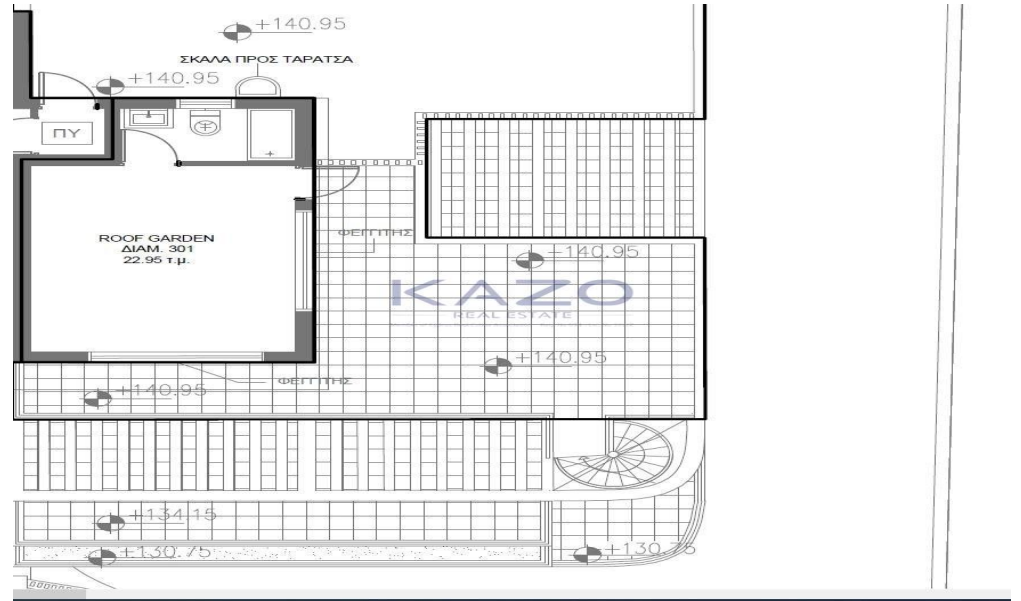 +140.95
ΣΚΑΛΑ ΠΡΟΣ ΤΑΡΑΤΣΑ
+140.95
ΠΥ
ROOF GARDEN
ΔΙΑΜ. 301
22.95 τ.μ.
ΦΕΓΓΙΤΗΣ
+140.95
KAZO
REAL ESTATE
+140.95
ΦΕΓΓΙΤΗΣ
+140.95
+134.15
+130.75
+130.75